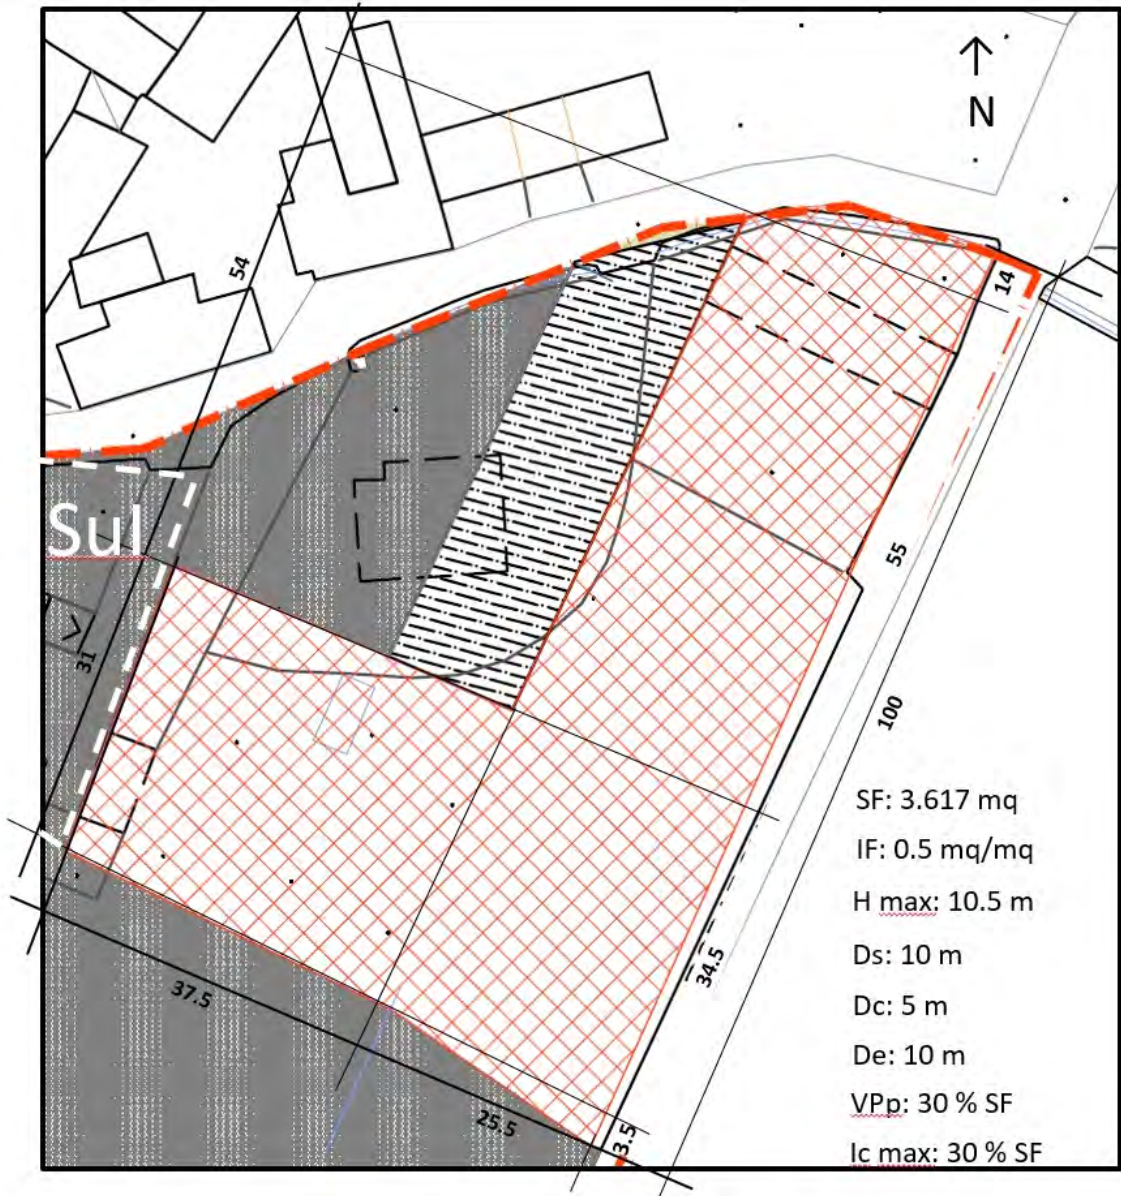 N
54
14
Sul
55
31
100
SF: 3.617 mq
IF: 0.5 mq/mq
H max: 10.5 m
Ds: 10 m
34.5
37.5
Dc: 5 m
De: 10 m
VPp: 30 % SF
25.5
3.5
Ic max: 30 % SF